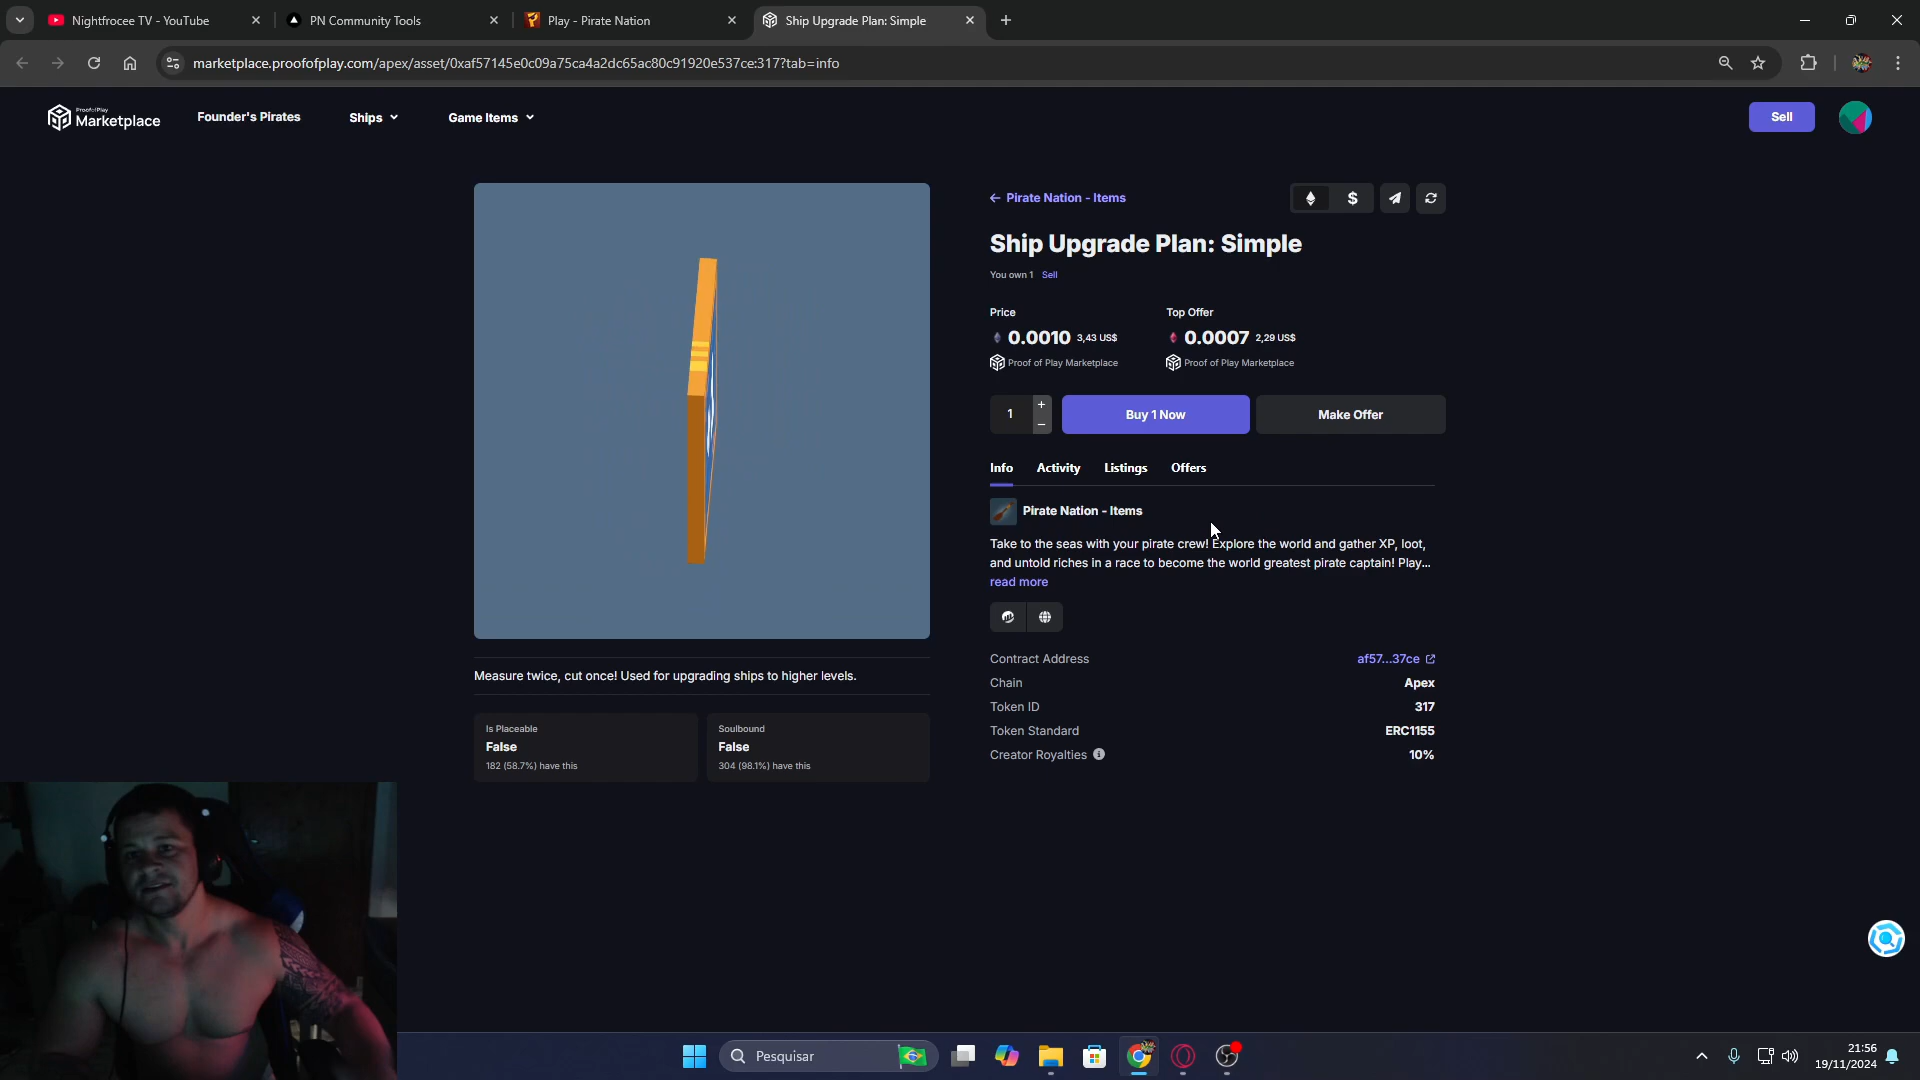 Nightfrocee TV - YouTube
PN Community Tools
Play - Pirate Nation
Ship Upgrade Plan: Simple
marketplace.proofofplay.com/apex/asset/0xaf57145e0c09a75ca4a2dc65ac80c91920e537ce:317?tab=info
Proof of Play
Marketplace
Founder's Pirates
Ships
Game Items
Sell
Pirate Nation - Items
$
Ship Upgrade Plan: Simple
You own 1 Sell
Price
Top Offer
0.0010 3,43 US$
0.0007 2,29 US$
Proof of Play Marketplace
Proof of Play Marketplace
1
+
−
Buy 1 Now
Make Offer
Info
Activity
Listings
Offers
Pirate Nation - Items
Take to the seas with your pirate crew! Explore the world and gather XP, loot,
and untold riches in a race to become the world greatest pirate captain! Play...
read more
Contract Address
af57...37ce
Chain
Apex
Token ID
317
Token Standard
ERC1155
Creator Royalties
10%
Measure twice, cut once! Used for upgrading ships to higher levels.
Is Placeable
False
182 (58.7%) have this
Soulbound
False
304 (98.1%) have this
Pesquisar
21:56
19/11/2024